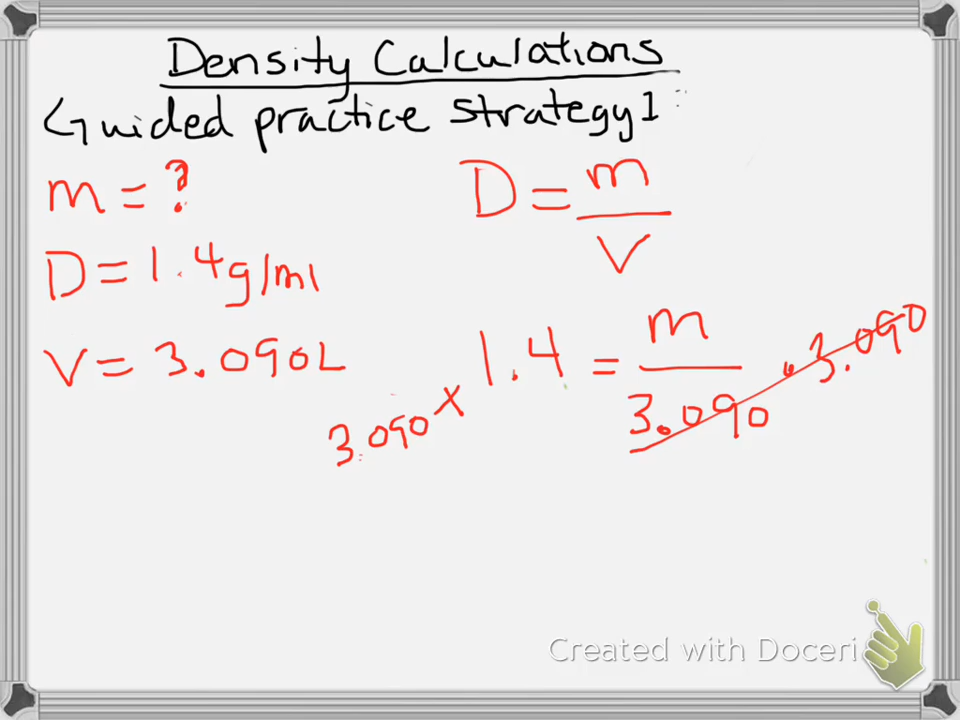 Density Calculations
Guided practice strategy 1
m = ?
D = m/V
D = 1.4 g/ml
V = 3.090L
3.090 x 1.4 = m/3.090 . 3.090
Created with Doceri